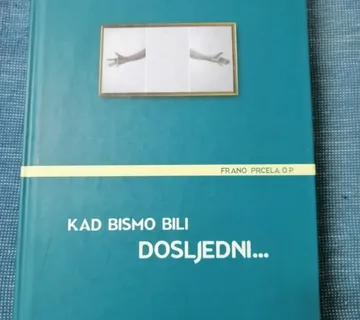 FRANO PRCELA, O.P.
KAD BISMO BILI
DOSLJEDNI...